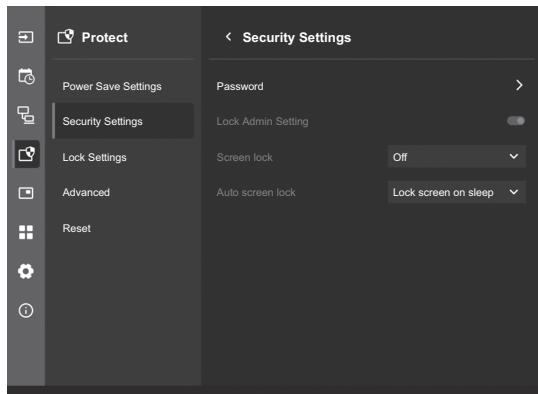 Protect
Security Settings
Power Save Settings
Password
Security Settings
Lock Admin Setting
Lock Settings
Screen lock
Off
Advanced
Auto screen lock
Lock screen on sleep
Reset